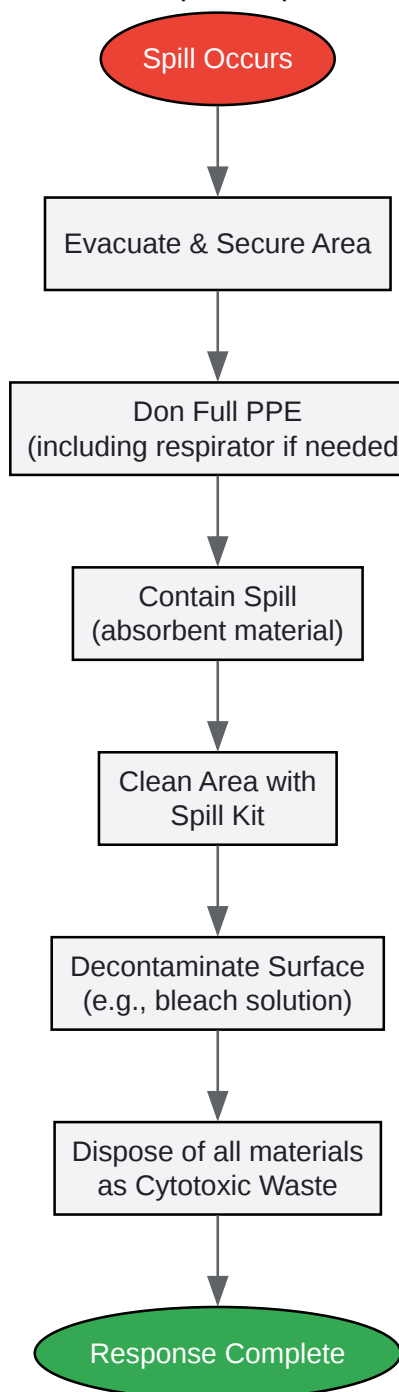 Spill Occurs
Evacuate & Secure Area
Don Full PPE
(including respirator if needed
Contain Spill
(absorbent material)
Clean Area with
Spill Kit
Decontaminate Surface
(e.g., bleach solution)
Dispose of all materials
as Cytotoxic Waste
Response Complete